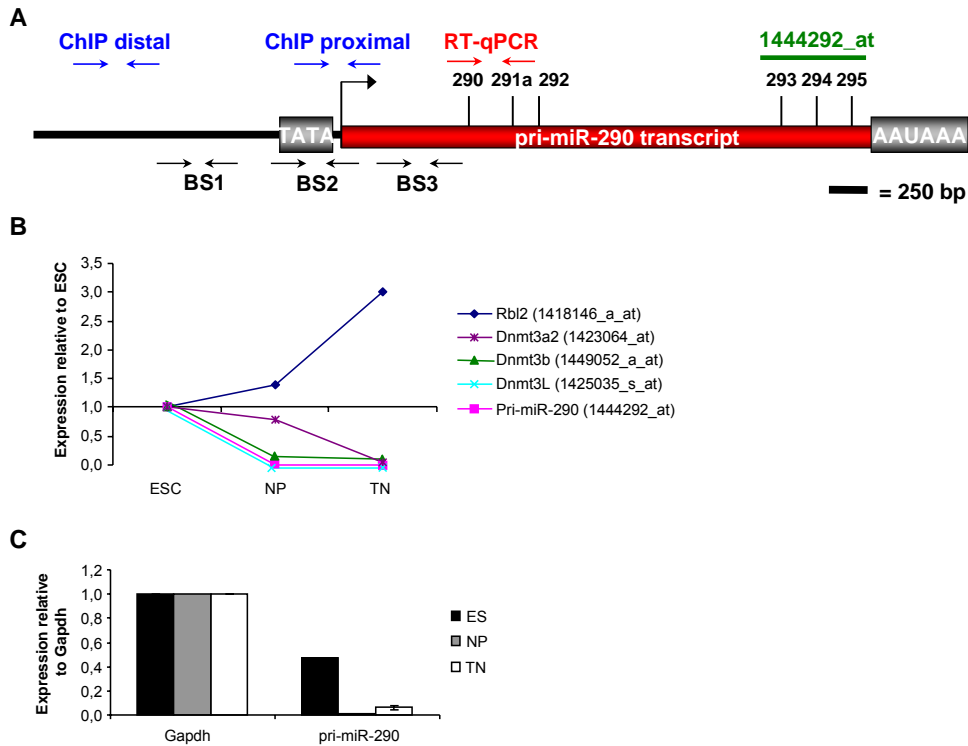 A
ChIP distal
ChIP proximal
RT-qPCR
1444292_at
290 291a 292
293 294 295
TATA
pri-miR-290 transcript
AAUAAA
BS1
BS2
BS3
= 250 bp
B
Expression relative to ESC
3,5
3,0
2,5
2,0
1,5
1,0
0,5
0,0
ESC
NP
TN
Rbl2 (1418146_a_at)
Dnmt3a2 (1423064_at)
Dnmt3b (1449052_a_at)
Dnmt3L (1425035_s_at)
Pri-miR-290 (1444292_at)
C
Expression relative
to Gapdh
1,2
1,0
0,8
0,6
0,4
0,2
0,0
Gapdh
pri-miR-290
ES
NP
TN